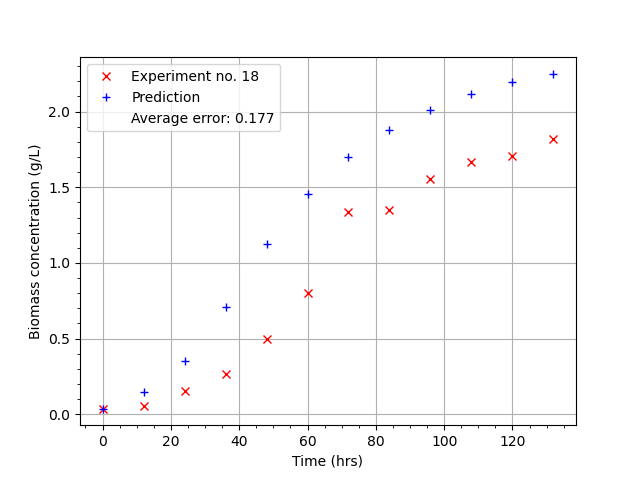 Experiment no. 18
Prediction
Average error: 0.177
Biomass concentration (g/L)
2.0
1.5
1.0
0.5
0.0
0 20 40 60 80 100 120
Time (hrs)